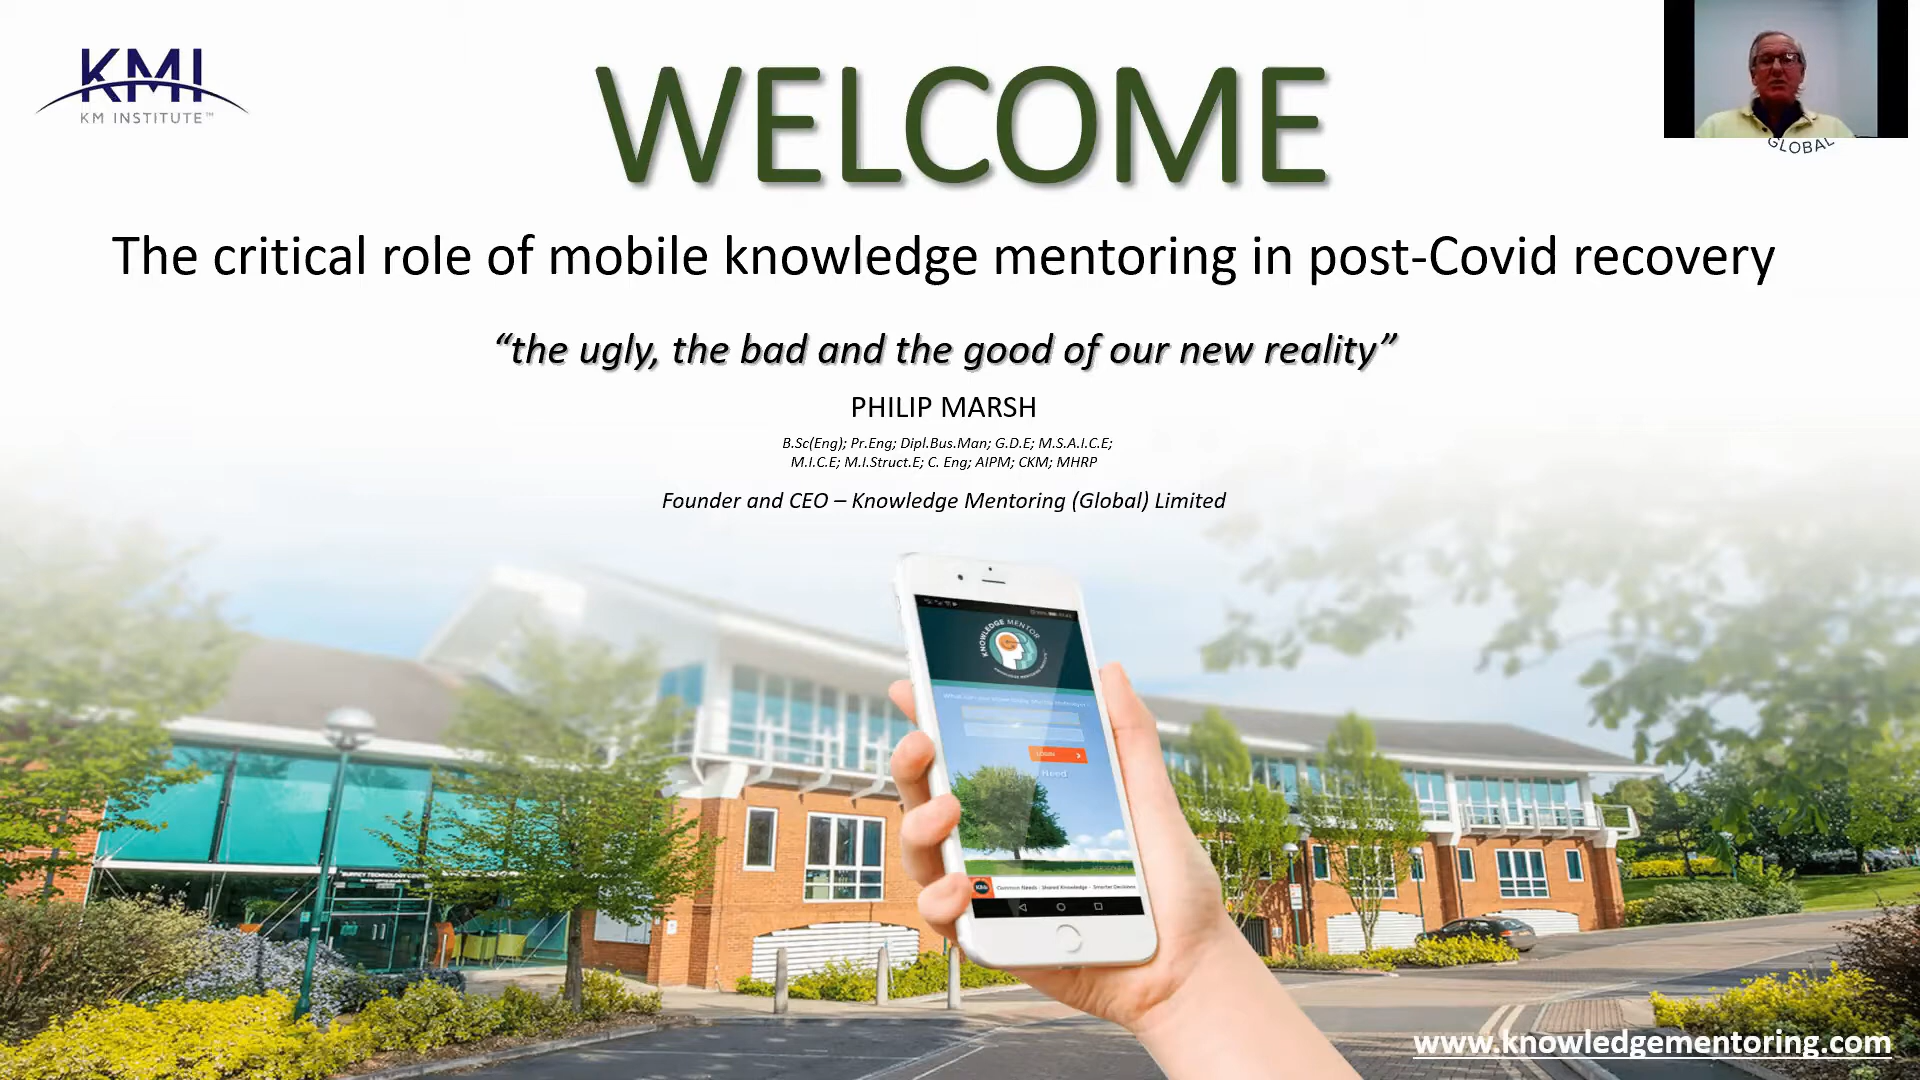 KMI
KM INSTITUTE™
WELCOME
GLOBAL
The critical role of mobile knowledge mentoring in post-Covid recovery
“the ugly, the bad and the good of our new reality”
PHILIP MARSH
B.Sc(Eng); Pr.Eng; Dipl.Bus.Man; G.D.E; M.S.A.I.C.E;
M.I.C.E; M.I.Struct.E; C. Eng; AIPM; CKM; MHRP
Founder and CEO – Knowledge Mentoring (Global) Limited
KNOWLEDGE MENTOR
LOGIN
Need
KMI
Common Needs - Shared Knowledge - Smarter Decisions
www.knowledgementoring.com